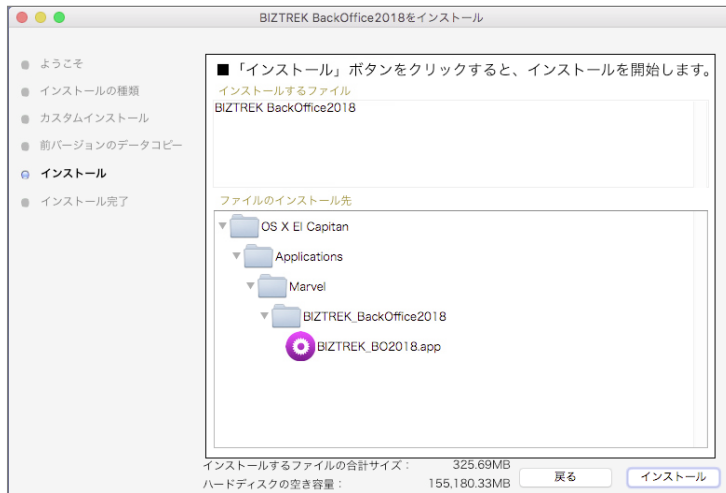 BIZTREK BackOffice2018をインストール
ようこそ
インストールの種類
カスタムインストール
前バージョンのデータコピー
インストール
インストール完了
■「インストール」ボタンをクリックすると、インストールを開始します。
インストールするファイル
BIZTREK BackOffice2018
ファイルのインストール先
OS X El Capitan
Applications
Marvel
BIZTREK_BackOffice2018
BIZTREK_BO2018.app
インストールするファイルの合計サイズ： 325.69MB
ハードディスクの空き容量： 155,180.33MB
戻る
インストール